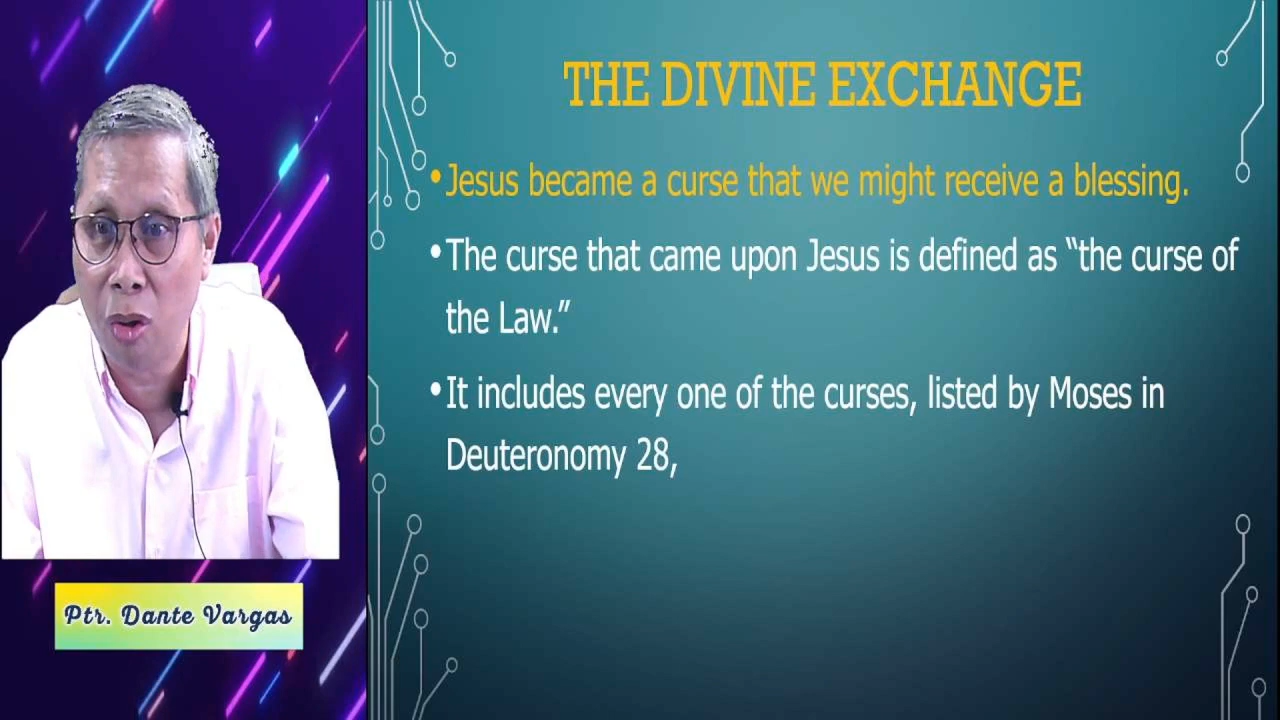 THE DIVINE EXCHANGE
•Jesus became a curse that we might receive a blessing.
•The curse that came upon Jesus is defined as “the curse of
the Law.”
•It includes every one of the curses, listed by Moses in
Deuteronomy 28,
Ptr. Dante Vargas